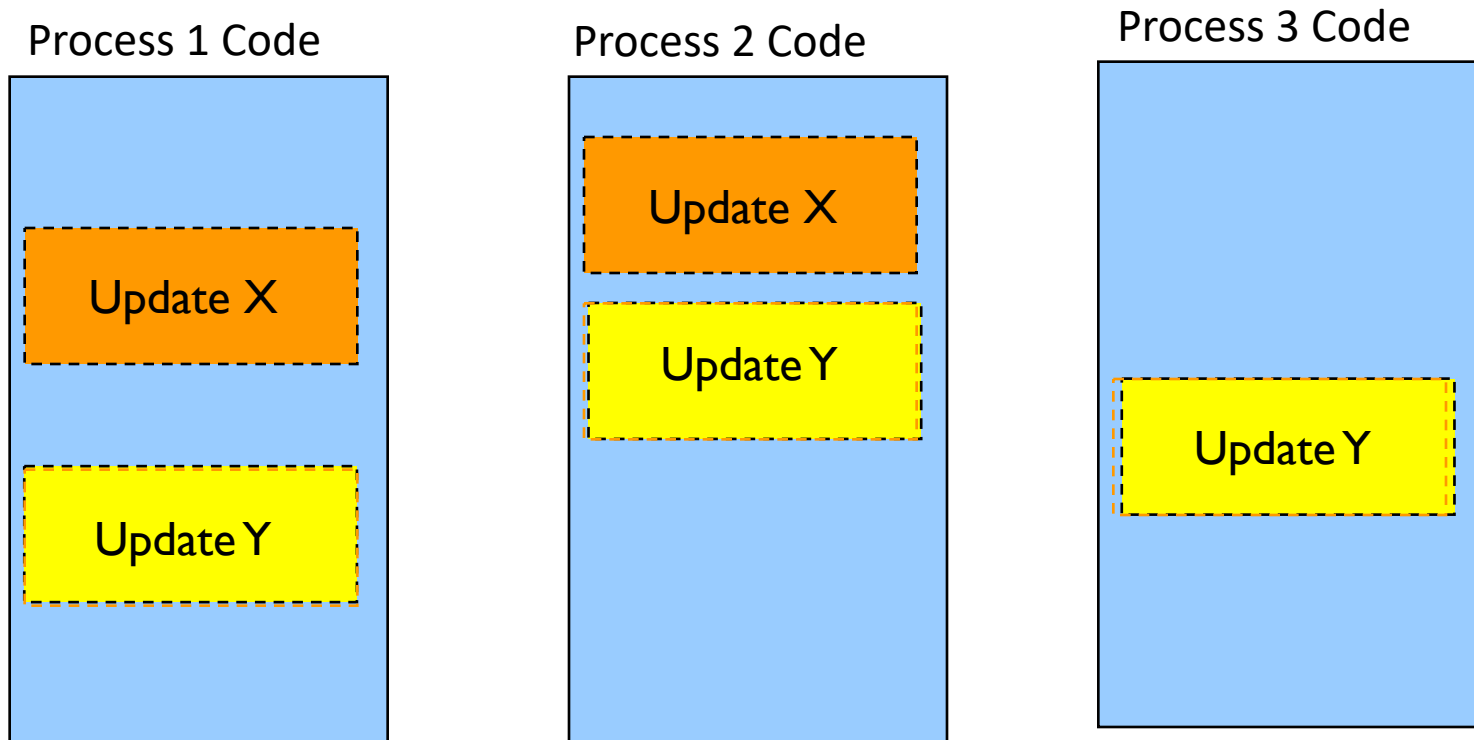 Process 1 Code
Update X
Update Y
Process 2 Code
Update X
Update Y
Process 3 Code
Update Y